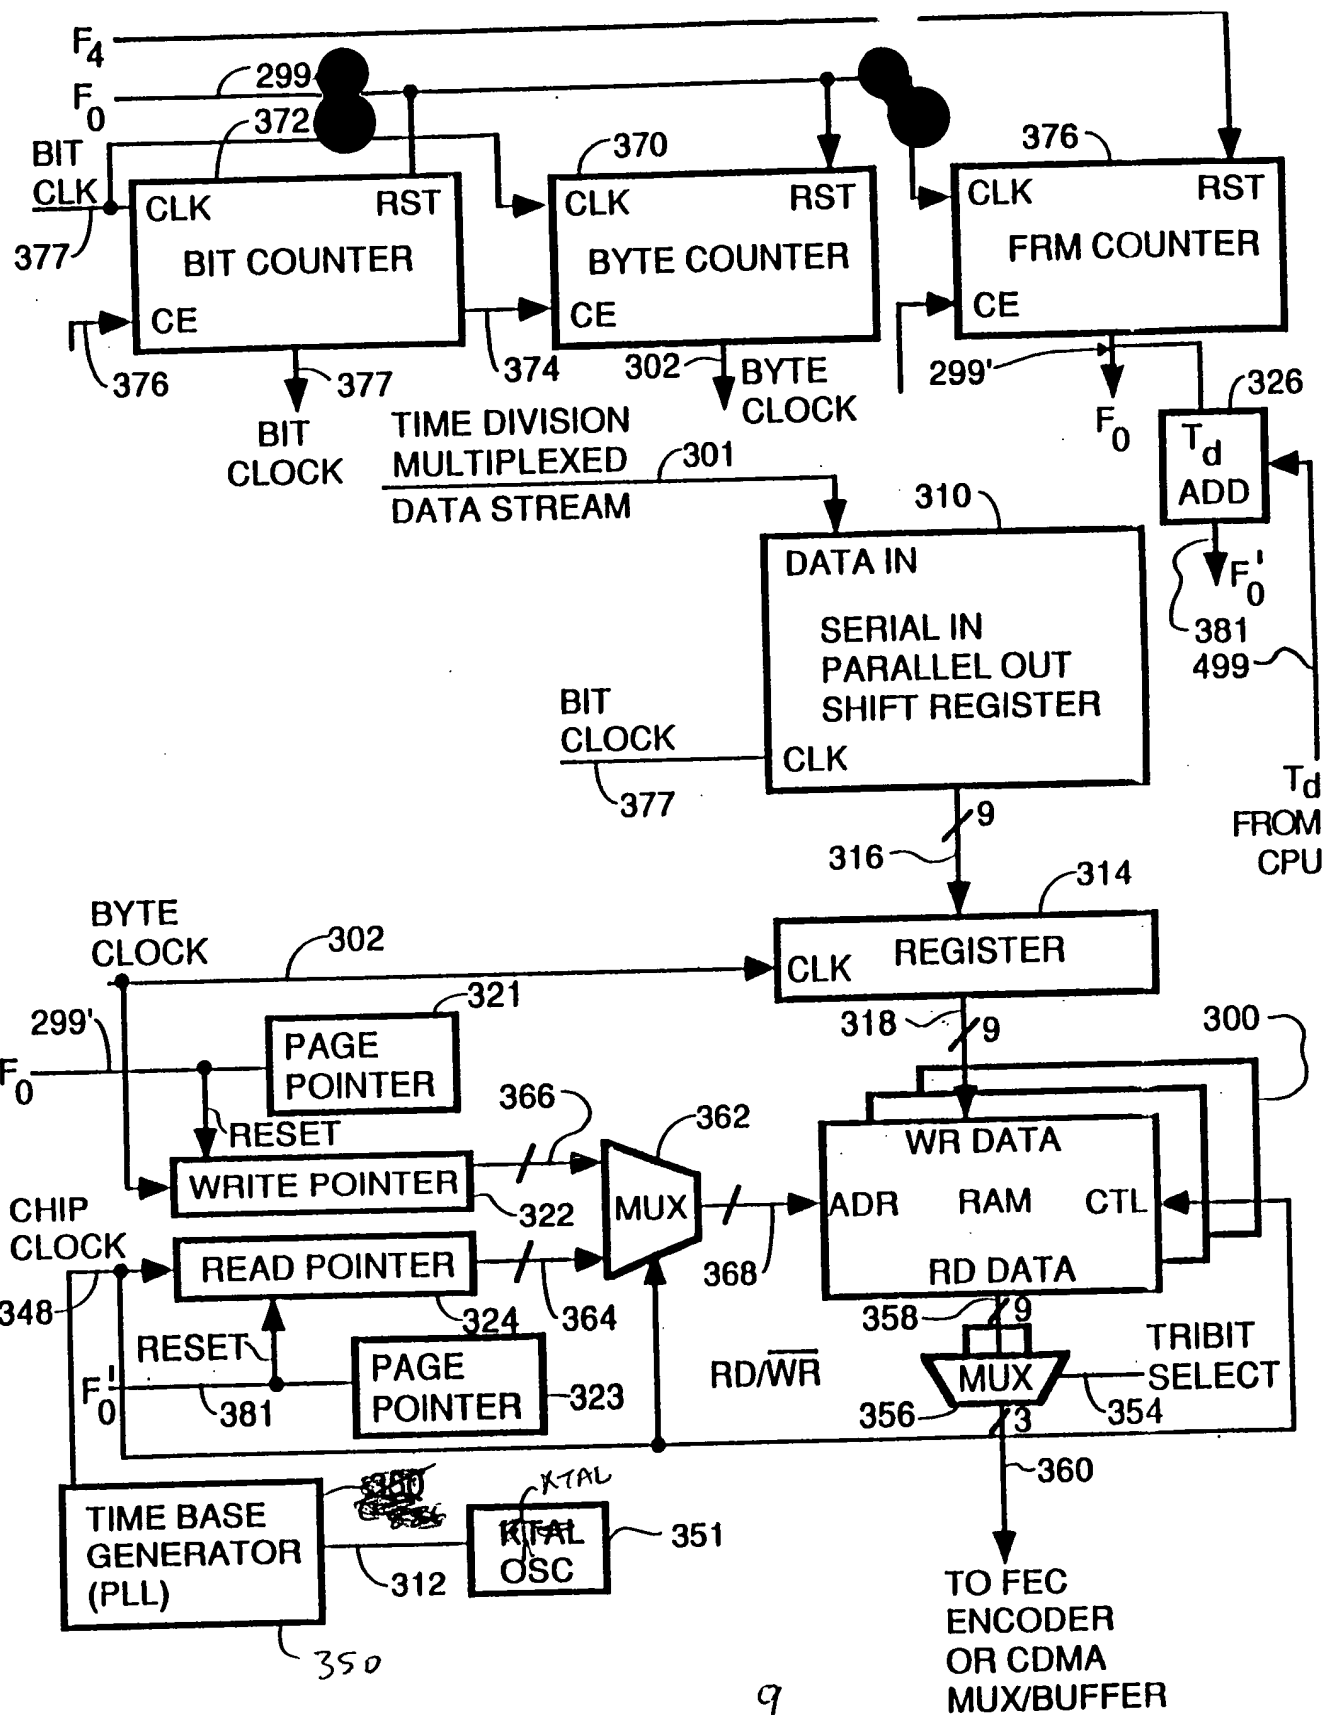 F4
F0
299
372
BIT
CLK
377
CLK
RST
BIT COUNTER
CE
376
377
BIT
CLOCK
374
370
CLK
RST
BYTE COUNTER
CE
302
BYTE
CLOCK
376
CLK
RST
FRM COUNTER
CE
299'
F0
326
Td
ADD
F0'
381
499
Td
FROM
CPU
TIME DIVISION
MULTIPLEXED
DATA STREAM
301
310
DATA IN
SERIAL IN
PARALLEL OUT
SHIFT REGISTER
CLK
BIT
CLOCK
377
9
316
314
REGISTER
CLK
BYTE
CLOCK
302
318
9
300
299'
F0
321
PAGE
POINTER
RESET
WRITE POINTER
322
366
362
MUX
WR DATA
ADR
RAM
CTL
RD DATA
368
CHIP
CLOCK
348
READ POINTER
324
364
RESET
F0'
381
PAGE
POINTER
323
RD/WR
358
9
MUX
TRIBIT
SELECT
354
356
3
360
TIME BASE
GENERATOR
(PLL)
350
312
XTAL
OSC
351
TO FEC
ENCODER
OR CDMA
MUX/BUFFER
9